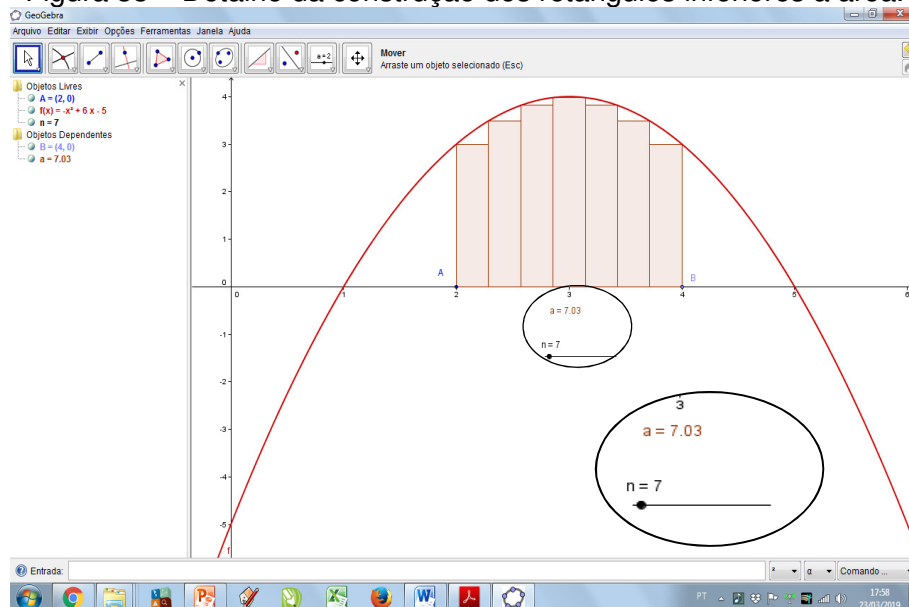 Figura 35 – Detalhe da construção dos retângulos inferiores à área.
GeoGebra
Arquivo Editar Exibir Opções Ferramentas Janela Ajuda
a=2
Mover
Arraste um objeto selecionado (Esc)
Objetos Livres
A = (2, 0)
f(x) = -x² + 6 x - 5
n = 7
Objetos Dependentes
B = (4, 0)
a = 7.03
4
3
2
1
0
-1
-2
-3
-4
-5
0
1
2
3
4
5
6
A
B
f
a = 7.03
n = 7
3
a = 7.03
n = 7
Entrada:
²
α
Comando ...
PT
17:58
23/03/2019